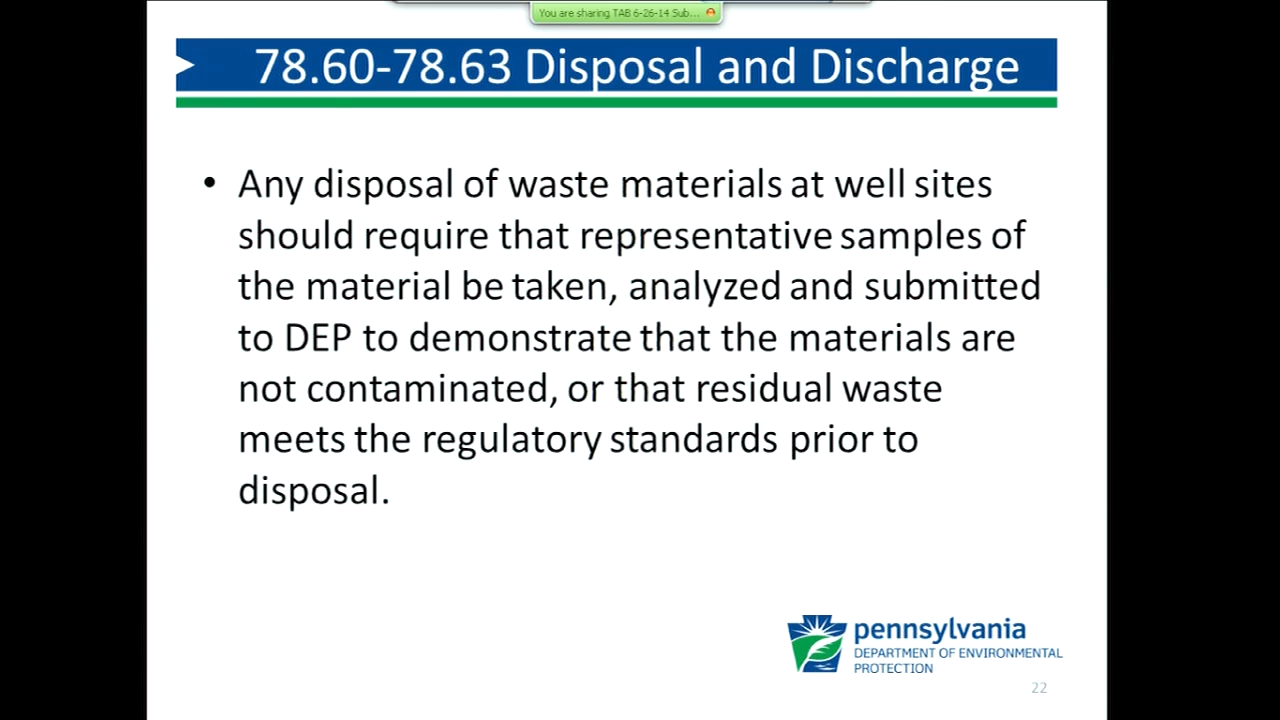 You are sharing TAB 6-26-14 Sub...
78.60-78.63 Disposal and Discharge
• Any disposal of waste materials at well sites
should require that representative samples of
the material be taken, analyzed and submitted
to DEP to demonstrate that the materials are
not contaminated, or that residual waste
meets the regulatory standards prior to
disposal.
pennsylvania
DEPARTMENT OF ENVIRONMENTAL
PROTECTION
22